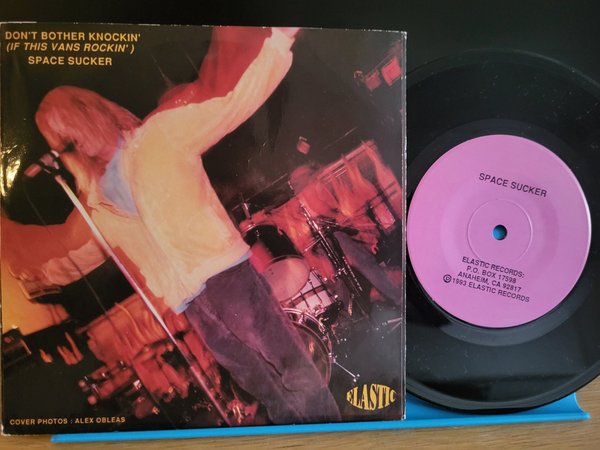 DON'T BOTHER KNOCKIN'
(IF THIS VANS ROCKIN')
SPACE SUCKER
ELASTIC
COVER PHOTOS : ALEX OBLEAS
SPACE SUCKER
ELASTIC RECORDS:
P.O. BOX 17598
ANAHEIM, CA 92817
©1993 ELASTIC RECORDS